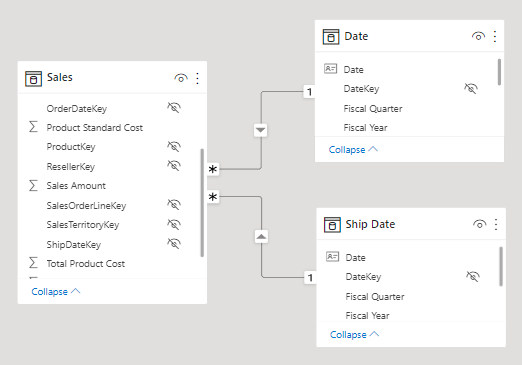 Sales
OrderDateKey
Product Standard Cost
ProductKey
ResellerKey
Sales Amount
SalesOrderLineKey
SalesTerritoryKey
ShipDateKey
Total Product Cost
Collapse
*
*
1
1
Date
Date
DateKey
Fiscal Quarter
Fiscal Year
Collapse
Ship Date
Date
DateKey
Fiscal Quarter
Fiscal Year
Collapse